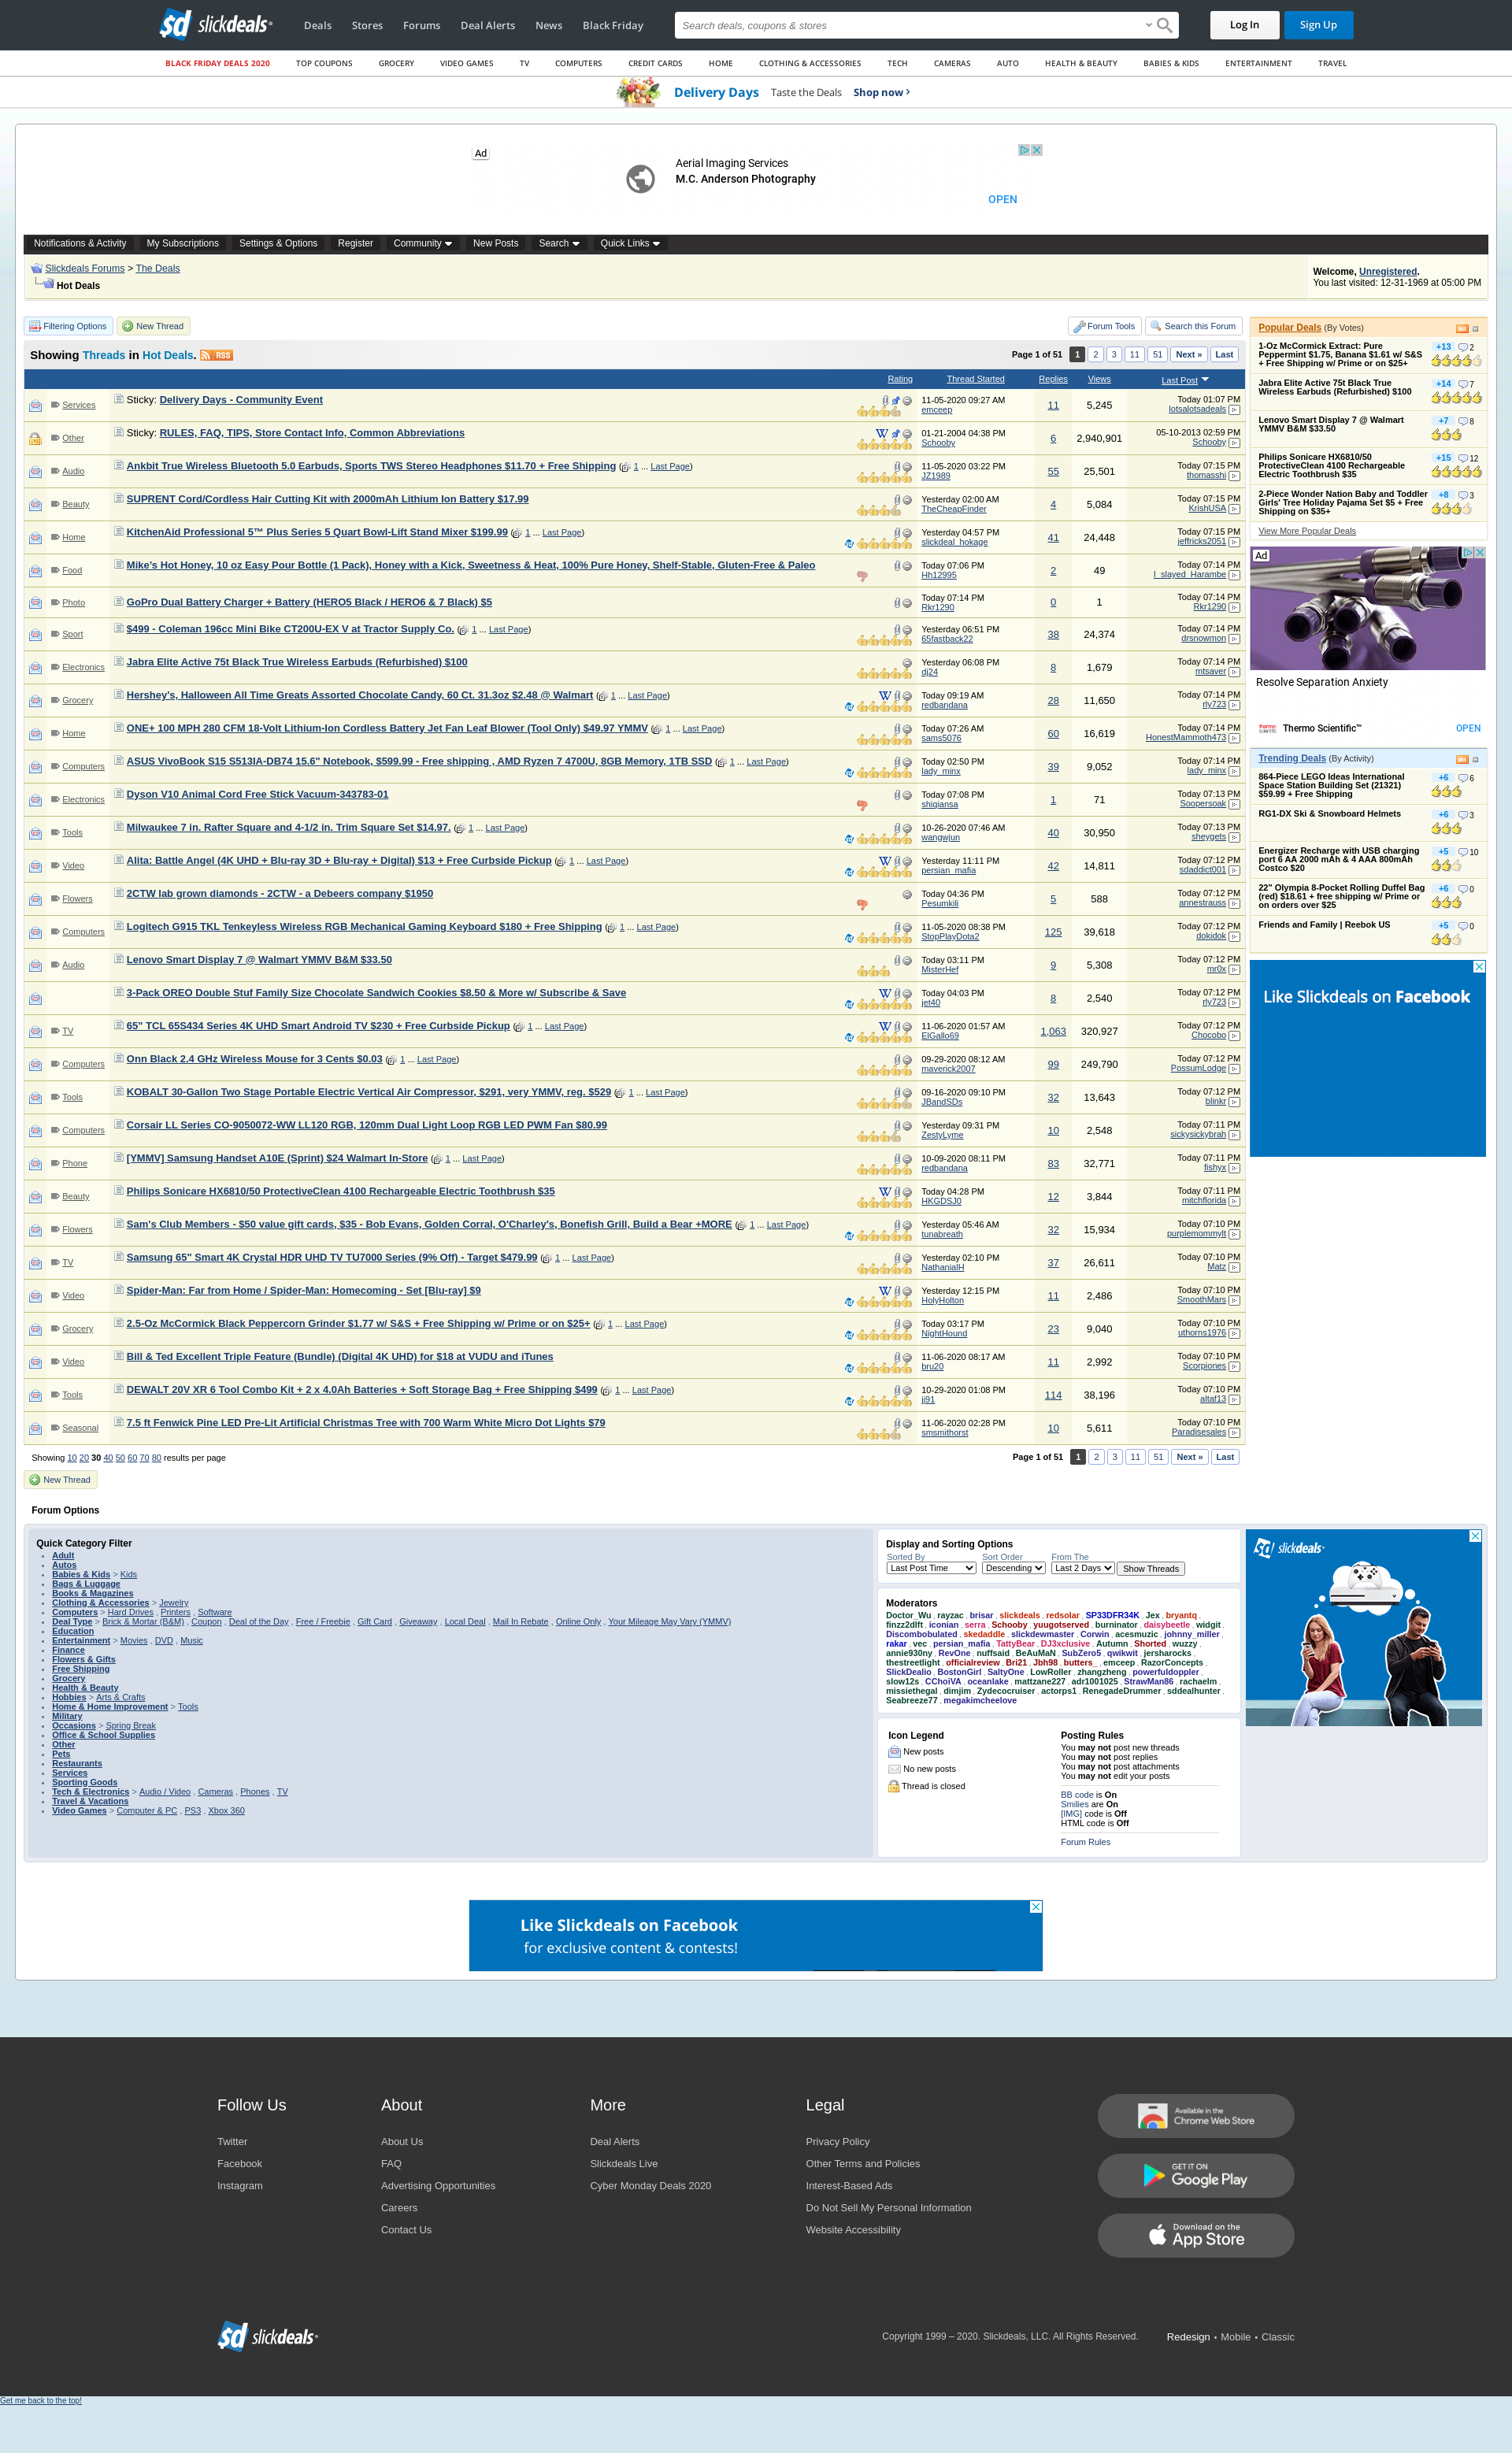 slickdeals
Deals Stores Forums Deal Alerts News Black Friday
Search deals, coupons & stores
Log In Sign Up
BLACK FRIDAY DEALS 2020 TOP COUPONS GROCERY VIDEO GAMES TV COMPUTERS CREDIT CARDS HOME CLOTHING & ACCESSORIES TECH CAMERAS AUTO HEALTH & BEAUTY BABIES & KIDS ENTERTAINMENT TRAVEL
Delivery Days Taste the Deals Shop now
Ad
Aerial Imaging Services
M.C. Anderson Photography
OPEN
Notifications & Activity My Subscriptions Settings & Options Register Community New Posts Search Quick Links
Slickdeals Forums > The Deals
Hot Deals
Welcome, Unregistered.
You last visited: 12-31-1969 at 05:00 PM
Filtering Options New Thread Forum Tools Search this Forum
Showing Threads in Hot Deals. RSS
Page 1 of 51 1 2 3 11 51 Next » Last
Rating Thread Started Replies Views Last Post
Services Sticky: Delivery Days - Community Event 11-05-2020 09:27 AM emceep 11 5,245 Today 01:07 PM lotsalotsadeals
Other Sticky: RULES, FAQ, TIPS, Store Contact Info, Common Abbreviations 01-21-2004 04:38 PM Schooby 6 2,940,901 05-10-2013 02:59 PM Schooby
Audio Ankbit True Wireless Bluetooth 5.0 Earbuds, Sports TWS Stereo Headphones $11.70 + Free Shipping ( 1 ... Last Page) 11-05-2020 03:22 PM JZ1989 55 25,501 Today 07:15 PM thomasshi
Beauty SUPRENT Cord/Cordless Hair Cutting Kit with 2000mAh Lithium Ion Battery $17.99 Yesterday 02:00 AM TheCheapFinder 4 5,084 Today 07:15 PM KrishUSA
Home KitchenAid Professional 5™ Plus Series 5 Quart Bowl-Lift Stand Mixer $199.99 ( 1 ... Last Page) Yesterday 04:57 PM slickdeal_hokage 41 24,448 Today 07:15 PM jeffricks2051
Food Mike's Hot Honey, 10 oz Easy Pour Bottle (1 Pack), Honey with a Kick, Sweetness & Heat, 100% Pure Honey, Shelf-Stable, Gluten-Free & Paleo Today 07:06 PM Hh12995 2 49 Today 07:14 PM I_slayed_Harambe
Photo GoPro Dual Battery Charger + Battery (HERO5 Black / HERO6 & 7 Black) $5 Today 07:14 PM Rkr1290 0 1 Today 07:14 PM Rkr1290
Sport $499 - Coleman 196cc Mini Bike CT200U-EX V at Tractor Supply Co. ( 1 ... Last Page) Yesterday 06:51 PM 65fastback22 38 24,374 Today 07:14 PM drsnowmon
Electronics Jabra Elite Active 75t Black True Wireless Earbuds (Refurbished) $100 Yesterday 06:08 PM dj24 8 1,679 Today 07:14 PM mtsaver
Grocery Hershey's, Halloween All Time Greats Assorted Chocolate Candy, 60 Ct. 31.3oz $2.48 @ Walmart ( 1 ... Last Page) Today 09:19 AM redbandana 28 11,650 Today 07:14 PM rly723
Home ONE+ 100 MPH 280 CFM 18-Volt Lithium-Ion Cordless Battery Jet Fan Leaf Blower (Tool Only) $49.97 YMMV ( 1 ... Last Page) Today 07:26 AM sams5076 60 16,619 Today 07:14 PM HonestMammoth473
Computers ASUS VivoBook S15 S513IA-DB74 15.6" Notebook, $599.99 - Free shipping , AMD Ryzen 7 4700U, 8GB Memory, 1TB SSD ( 1 ... Last Page) Today 02:50 PM lady_minx 39 9,052 Today 07:14 PM lady_minx
Electronics Dyson V10 Animal Cord Free Stick Vacuum-343783-01 Today 07:08 PM shiqiansa 1 71 Today 07:13 PM Soopersoak
Tools Milwaukee 7 in. Rafter Square and 4-1/2 in. Trim Square Set $14.97. ( 1 ... Last Page) 10-26-2020 07:46 AM wangwjun 40 30,950 Today 07:13 PM sheygets
Video Alita: Battle Angel (4K UHD + Blu-ray 3D + Blu-ray + Digital) $13 + Free Curbside Pickup ( 1 ... Last Page) Yesterday 11:11 PM persian_mafia 42 14,811 Today 07:12 PM sdaddict001
Flowers 2CTW lab grown diamonds - 2CTW - a Debeers company $1950 Today 04:36 PM Pesumkili 5 588 Today 07:12 PM annestrauss
Computers Logitech G915 TKL Tenkeyless Wireless RGB Mechanical Gaming Keyboard $180 + Free Shipping ( 1 ... Last Page) 11-05-2020 08:38 PM StopPlayDota2 125 39,618 Today 07:12 PM dokidok
Audio Lenovo Smart Display 7 @ Walmart YMMV B&M $33.50 Today 03:11 PM MisterHef 9 5,308 Today 07:12 PM mr0x
3-Pack OREO Double Stuf Family Size Chocolate Sandwich Cookies $8.50 & More w/ Subscribe & Save Today 04:03 PM jet40 8 2,540 Today 07:12 PM rly723
TV 65" TCL 65S434 Series 4K UHD Smart Android TV $230 + Free Curbside Pickup ( 1 ... Last Page) 11-06-2020 01:57 AM ElGallo69 1,063 320,927 Today 07:12 PM Chocobo
Computers Onn Black 2.4 GHz Wireless Mouse for 3 Cents $0.03 ( 1 ... Last Page) 09-29-2020 08:12 AM maverick2007 99 249,790 Today 07:12 PM PossumLodge
Tools KOBALT 30-Gallon Two Stage Portable Electric Vertical Air Compressor, $291, very YMMV, reg. $529 ( 1 ... Last Page) 09-16-2020 09:10 PM JBandSDs 32 13,643 Today 07:12 PM blinkr
Computers Corsair LL Series CO-9050072-WW LL120 RGB, 120mm Dual Light Loop RGB LED PWM Fan $80.99 Yesterday 09:31 PM ZestyLyme 10 2,548 Today 07:11 PM sickysickybrah
Phone [YMMV] Samsung Handset A10E (Sprint) $24 Walmart In-Store ( 1 ... Last Page) 10-09-2020 08:11 PM redbandana 83 32,771 Today 07:11 PM fishyx
Beauty Philips Sonicare HX6810/50 ProtectiveClean 4100 Rechargeable Electric Toothbrush $35 Today 04:28 PM HKGDSJ0 12 3,844 Today 07:11 PM mitchflorida
Flowers Sam's Club Members - $50 value gift cards, $35 - Bob Evans, Golden Corral, O'Charley's, Bonefish Grill, Build a Bear +MORE ( 1 ... Last Page) Yesterday 05:46 AM tunabreath 32 15,934 Today 07:10 PM purplemommylt
TV Samsung 65" Smart 4K Crystal HDR UHD TV TU7000 Series (9% Off) - Target $479.99 ( 1 ... Last Page) Yesterday 02:10 PM NathanialH 37 26,611 Today 07:10 PM Matz
Video Spider-Man: Far from Home / Spider-Man: Homecoming - Set [Blu-ray] $9 Yesterday 12:15 PM HolyHolton 11 2,486 Today 07:10 PM SmoothMars
Grocery 2.5-Oz McCormick Black Peppercorn Grinder $1.77 w/ S&S + Free Shipping w/ Prime or on $25+ ( 1 ... Last Page) Today 03:17 PM NightHound 23 9,040 Today 07:10 PM uthorns1976
Video Bill & Ted Excellent Triple Feature (Bundle) (Digital 4K UHD) for $18 at VUDU and iTunes 11-06-2020 08:17 AM bru20 11 2,992 Today 07:10 PM Scorpiones
Tools DEWALT 20V XR 6 Tool Combo Kit + 2 x 4.0Ah Batteries + Soft Storage Bag + Free Shipping $499 ( 1 ... Last Page) 10-29-2020 01:08 PM jj91 114 38,196 Today 07:10 PM altaf13
Seasonal 7.5 ft Fenwick Pine LED Pre-Lit Artificial Christmas Tree with 700 Warm White Micro Dot Lights $79 11-06-2020 02:28 PM smsmithorst 10 5,611 Today 07:10 PM Paradisesales
Showing 10 20 30 40 50 60 70 80 results per page
Page 1 of 51 1 2 3 11 51 Next » Last
New Thread
Popular Deals (By Votes)
1-Oz McCormick Extract: Pure Peppermint $1.75, Banana $1.61 w/ S&S + Free Shipping w/ Prime or on $25+ +13 2
Jabra Elite Active 75t Black True Wireless Earbuds (Refurbished) $100 +14 7
Lenovo Smart Display 7 @ Walmart YMMV B&M $33.50 +7 8
Philips Sonicare HX6810/50 ProtectiveClean 4100 Rechargeable Electric Toothbrush $35 +15 12
2-Piece Wonder Nation Baby and Toddler Girls' Tree Holiday Pajama Set $5 + Free Shipping on $35+ +8 3
View More Popular Deals
Ad
Resolve Separation Anxiety
Thermo Scientific™ OPEN
Trending Deals (By Activity)
864-Piece LEGO Ideas International Space Station Building Set (21321) $59.99 + Free Shipping +6 6
RG1-DX Ski & Snowboard Helmets +6 3
Energizer Recharge with USB charging port 6 AA 2000 mAh & 4 AAA 800mAh Costco $20 +5 10
22" Olympia 8-Pocket Rolling Duffel Bag (red) $18.61 + free shipping w/ Prime or on orders over $25 +6 0
Friends and Family | Reebok US +5 0
Like Slickdeals on Facebook
Forum Options
Quick Category Filter
Adult
Autos
Babies & Kids > Kids
Bags & Luggage
Books & Magazines
Clothing & Accessories > Jewelry
Computers > Hard Drives , Printers , Software
Deal Type > Brick & Mortar (B&M) , Coupon , Deal of the Day , Free / Freebie , Gift Card , Giveaway , Local Deal , Mail In Rebate , Online Only , Your Mileage May Vary (YMMV)
Education
Entertainment > Movies , DVD , Music
Finance
Flowers & Gifts
Free Shipping
Grocery
Health & Beauty
Hobbies > Arts & Crafts
Home & Home Improvement > Tools
Military
Occasions > Spring Break
Office & School Supplies
Other
Pets
Restaurants
Services
Sporting Goods
Tech & Electronics > Audio / Video , Cameras , Phones , TV
Travel & Vacations
Video Games > Computer & PC , PS3 , Xbox 360
Display and Sorting Options
Sorted By Sort Order From The
Last Post Time Descending Last 2 Days Show Threads
Moderators
Doctor_Wu , rayzac , brisar , slickdeals , redsolar , SP33DFR34K , Jex , bryantq ,
finzz2dlft , iconian , serra , Schooby , yuugotserved , burninator , daisybeetle , widgit ,
Discombobulated , skedaddle , slickdewmaster , Corwin , acesmuzic , johnny_miller ,
rakar , vec , persian_mafia , TattyBear , DJ3xclusive , Autumn , Shorted , wuzzy ,
annie930ny , RevOne , nuffsaid , BeAuMaN , SubZero5 , qwikwit , jersharocks ,
thestreetlight , officialreview , Bri21 , Jbh98 , butters_ , emceep , RazorConcepts ,
SlickDealio , BostonGirl , SaltyOne , LowRoller , zhangzheng , powerfuldoppler ,
slow12s , CChoiVA , oceanlake , mattzane227 , adr1001025 , StrawMan86 , rachaelm ,
missiethegal , dimjim , Zydecocruiser , actorps1 , RenegadeDrummer , sddealhunter ,
Seabreeze77 , megakimcheelove
Icon Legend
New posts
No new posts
Thread is closed
Posting Rules
You may not post new threads
You may not post replies
You may not post attachments
You may not edit your posts
BB code is On
Smilies are On
[IMG] code is Off
HTML code is Off
Forum Rules
slickdeals
Like Slickdeals on Facebook
for exclusive content & contests!
Follow Us
Twitter
Facebook
Instagram
About
About Us
FAQ
Advertising Opportunities
Careers
Contact Us
More
Deal Alerts
Slickdeals Live
Cyber Monday Deals 2020
Legal
Privacy Policy
Other Terms and Policies
Interest-Based Ads
Do Not Sell My Personal Information
Website Accessibility
Available in the Chrome Web Store
GET IT ON Google Play
Download on the App Store
slickdeals
Copyright 1999 – 2020. Slickdeals, LLC. All Rights Reserved. Redesign • Mobile • Classic
Get me back to the top!